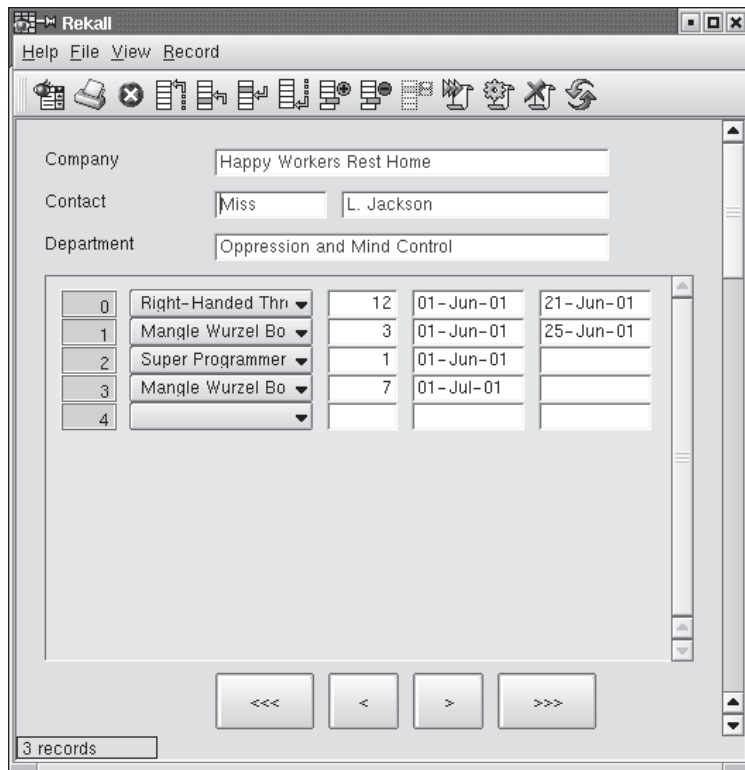 Rekall
Help File View Record
Company Happy Workers Rest Home
Contact Miss L. Jackson
Department Oppression and Mind Control
0 Right-Handed Thr 12 01-Jun-01 21-Jun-01
1 Mangle Wurzel Bo 3 01-Jun-01 25-Jun-01
2 Super Programmer 1 01-Jun-01
3 Mangle Wurzel Bo 7 01-Jul-01
4
<<< < > >>>
3 records